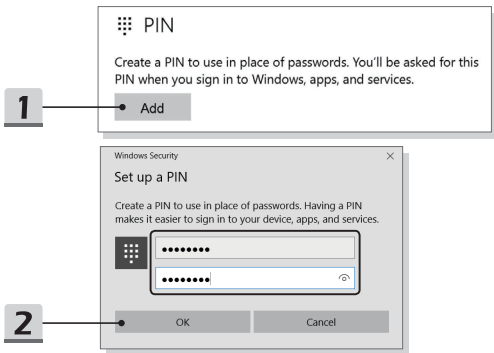 PIN
Create a PIN to use in place of passwords. You'll be asked for this
PIN when you sign in to Windows, apps, and services.
1
Add
Windows Security
Set up a PIN
Create a PIN to use in place of passwords. Having a PIN
makes it easier to sign in to your device, apps, and services.
2
OK Cancel